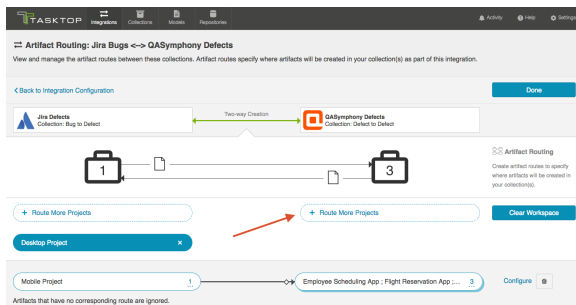 TASKTOP
Integrations
Collections
Models
Repositories
Activity
Help
Settings
Artifact Routing: Jira Bugs <--> QASymphony Defects
View and manage the artifact routes between these collections. Artifact routes specify where artifacts will be created in your collection(s) as part of this integration.
Back to Integration Configuration
Done
Jira Defects
Collection: Bug to Defect
Two-way Creation
QASymphony Defects
Collection: Defect to Defect
1
3
Artifact Routing
Create artifact routes to specify
where artifacts will be created in
your collection(s).
+ Route More Projects
+ Route More Projects
Clear Workspace
Desktop Project ×
Mobile Project 1
Employee Scheduling App ; Flight Reservation App ;... 3
Configure
Artifacts that have no corresponding route are ignored.